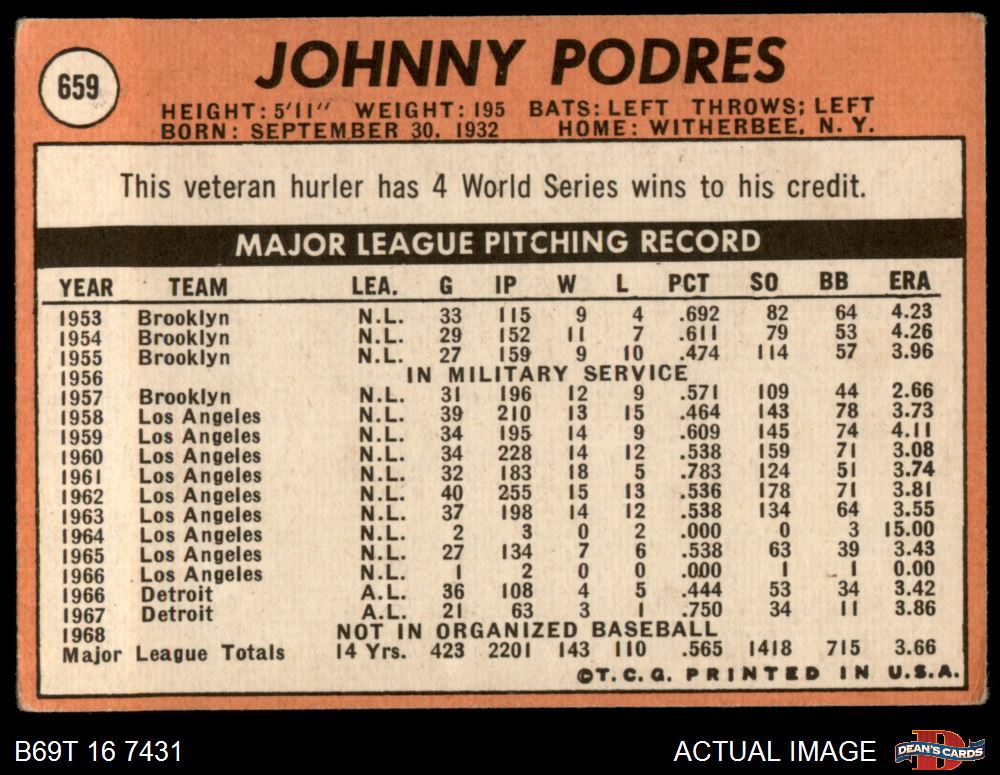 659
JOHNNY PODRES
HEIGHT: 5'11" WEIGHT: 195 BATS: LEFT THROWS; LEFT
BORN: SEPTEMBER 30, 1932 HOME: WITHERBEE, N. Y.
This veteran hurler has 4 World Series wins to his credit.
MAJOR LEAGUE PITCHING RECORD
YEAR TEAM LEA. G IP W L PCT SO BB ERA
1953 Brooklyn N.L. 33 115 9 4 .692 82 64 4.23
1954 Brooklyn N.L. 29 152 11 7 .611 79 53 4.26
1955 Brooklyn N.L. 27 159 9 10 .474 114 57 3.96
1956 IN MILITARY SERVICE
1957 Brooklyn N.L. 31 196 12 9 .571 109 44 2.66
1958 Los Angeles N.L. 39 210 13 15 .464 143 78 3.73
1959 Los Angeles N.L. 34 195 14 9 .609 145 74 4.11
1960 Los Angeles N.L. 34 228 14 12 .538 159 71 3.08
1961 Los Angeles N.L. 32 183 18 5 .783 124 51 3.74
1962 Los Angeles N.L. 40 255 15 13 .536 178 71 3.81
1963 Los Angeles N.L. 37 198 14 12 .538 134 64 3.55
1964 Los Angeles N.L. 2 3 0 2 .000 0 3 15.00
1965 Los Angeles N.L. 27 134 7 6 .538 63 39 3.43
1966 Los Angeles N.L. 1 2 0 0 .000 1 1 0.00
1966 Detroit A.L. 36 108 4 5 .444 53 34 3.42
1967 Detroit A.L. 21 63 3 1 .750 34 11 3.86
1968 NOT IN ORGANIZED BASEBALL
Major League Totals 14 Yrs. 423 2201 143 110 .565 1418 715 3.66
©T.C.G. PRINTED IN U.S.A.
B69T 16 7431 ACTUAL IMAGE DEAN'S CARDS